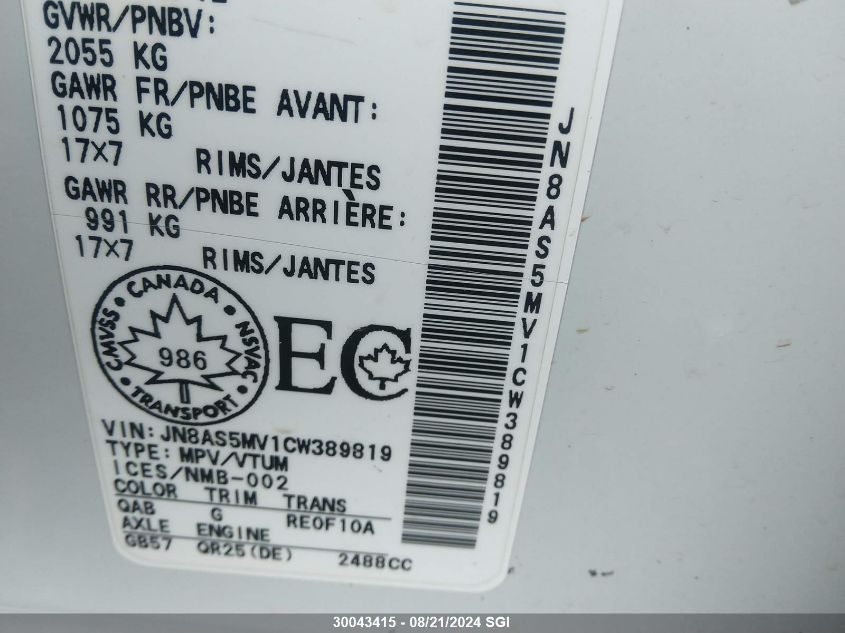 GVWR/PNBV:
2055 KG
GAWR FR/PNBE AVANT:
1075 KG
17X7 RIMS/JANTES
GAWR RR/PNBE ARRIÈRE:
991 KG
17X7 RIMS/JANTES
CANADA
CMVSS NSVAC
986
TRANSPORT
EC
VIN: JN8AS5MV1CW389819
TYPE: MPV/VTUM
ICES/NMB-002
COLOR TRIM TRANS
QAB G RE0F10A
AXLE ENGINE
GB57 QR25(DE) 2488CC
JN8AS5MV1CW389819
30043415 - 08/21/2024 SGI